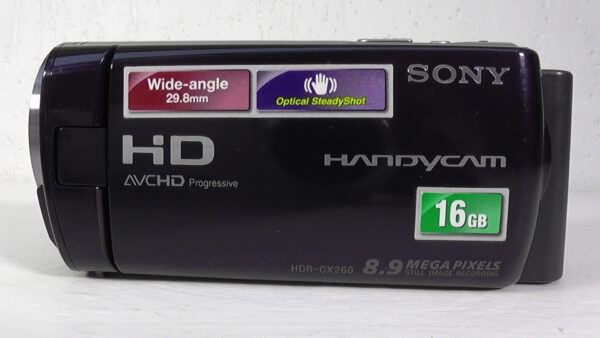 Wide-angle
29.8mm
Optical SteadyShot
SONY
HD
HANDYCAM
AVCHD Progressive
16GB
HDR-CX260
8.9 MEGA PIXELS
STILL IMAGE RECORDING